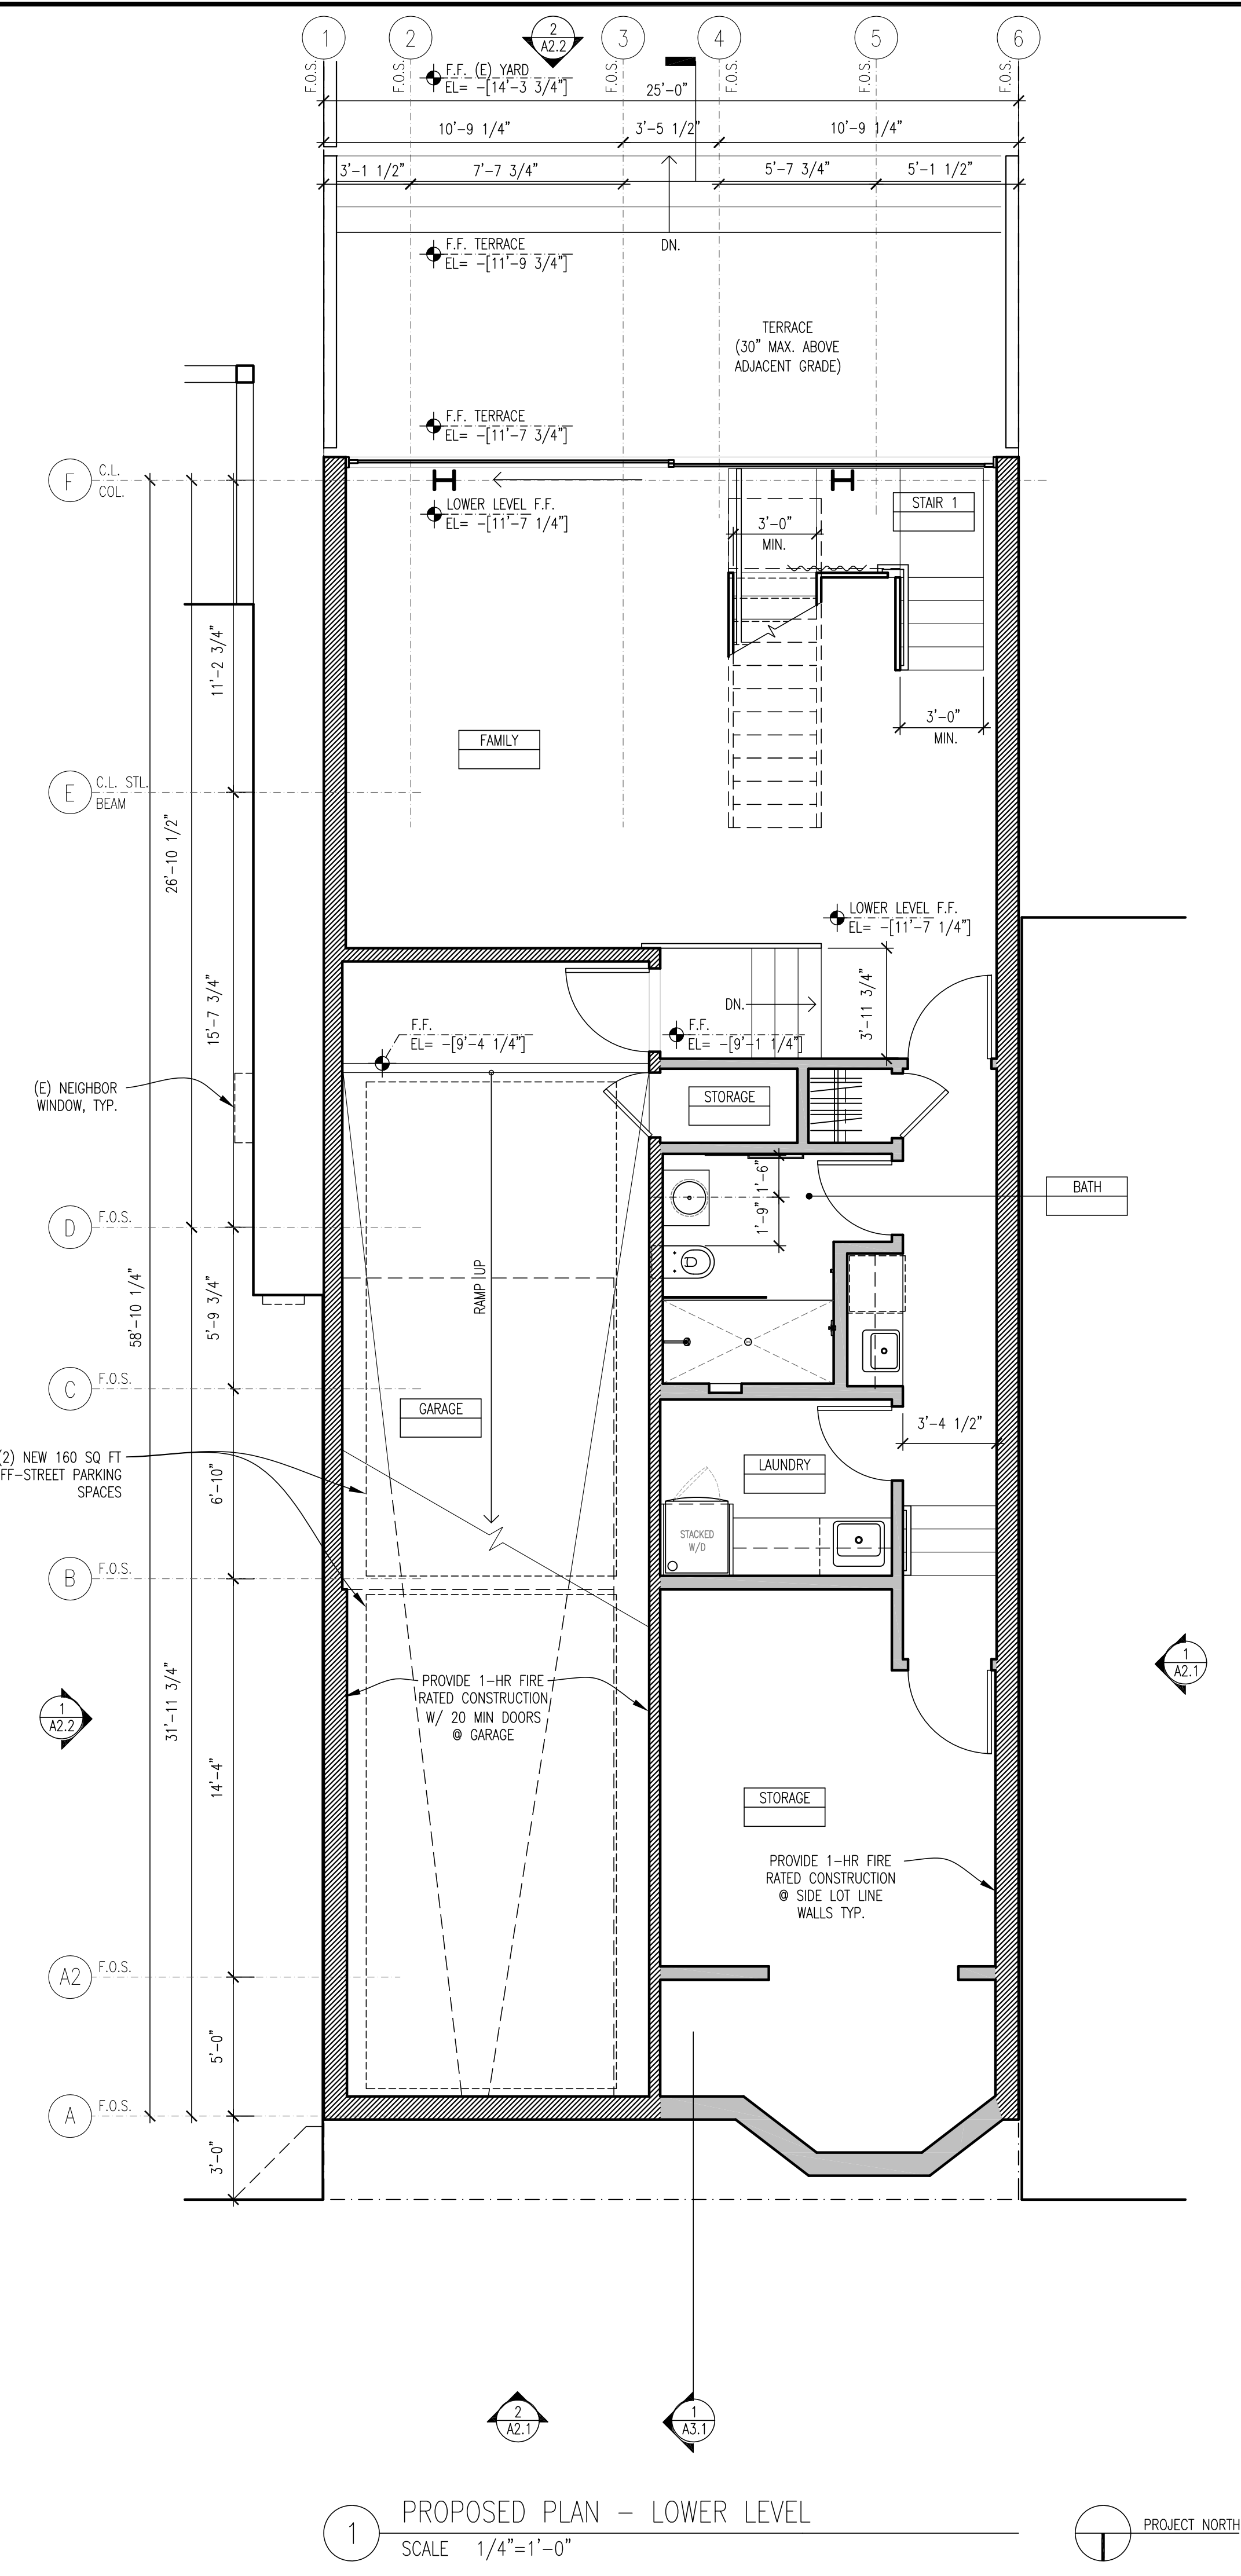 1
2
3
4
5
6
2
A2.2
F.O.S.
F.O.S.
F.O.S.
F.O.S.
F.O.S.
F.O.S.
F.F. (E) YARD
EL= -[14'-3 3/4"]
25'-0"
10'-9 1/4"
3'-5 1/2"
10'-9 1/4"
3'-1 1/2"
7'-7 3/4"
5'-7 3/4"
5'-1 1/2"
DN.
F.F. TERRACE
EL= -[11'-9 3/4"]
TERRACE
(30" MAX. ABOVE
ADJACENT GRADE)
F.F. TERRACE
EL= -[11'-7 3/4"]
F
C.L.
COL.
LOWER LEVEL F.F.
EL= -[11'-7 1/4"]
STAIR 1
3'-0"
MIN.
11'-2 3/4"
3'-0"
MIN.
FAMILY
E
C.L. STL.
BEAM
26'-10 1/2"
LOWER LEVEL F.F.
EL= -[11'-7 1/4"]
15'-7 3/4"
DN.
3'-11 3/4"
F.F.
EL= -[9'-4 1/4"]
F.F.
EL= -[9'-1 1/4"]
(E) NEIGHBOR
WINDOW, TYP.
STORAGE
1'-6"
1'-9"
BATH
D
F.O.S.
58'-10 1/4"
5'-9 3/4"
RAMP UP
C
F.O.S.
GARAGE
3'-4 1/2"
2) NEW 160 SQ FT
FF-STREET PARKING
SPACES
6'-10"
LAUNDRY
STACKED
W/D
B
F.O.S.
31'-11 3/4"
1
A2.2
PROVIDE 1-HR FIRE
RATED CONSTRUCTION
W/ 20 MIN DOORS
@ GARAGE
1
A2.1
14'-4"
STORAGE
PROVIDE 1-HR FIRE
RATED CONSTRUCTION
@ SIDE LOT LINE
WALLS TYP.
A2
F.O.S.
5'-0"
A
F.O.S.
3'-0"
2
A2.1
1
A3.1
1
PROPOSED PLAN - LOWER LEVEL
SCALE 1/4"=1'-0"
PROJECT NORTH